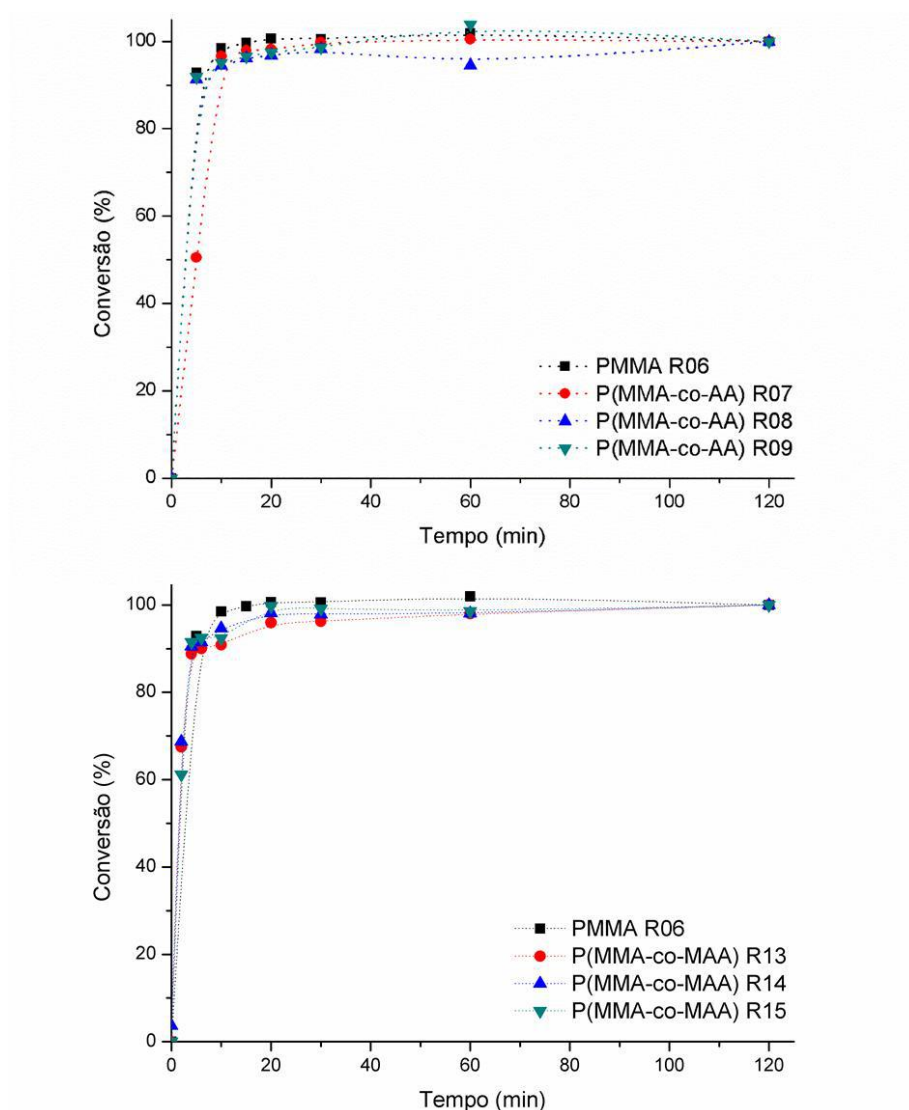 Conversão (%)
100
80
60
40
20
0
PMMA R06
P(MMA-co-AA) R07
P(MMA-co-AA) R08
P(MMA-co-AA) R09
0 20 40 60 80 100 120
Tempo (min)
Conversão (%)
100
80
60
40
20
0
PMMA R06
P(MMA-co-MAA) R13
P(MMA-co-MAA) R14
P(MMA-co-MAA) R15
0 20 40 60 80 100 120
Tempo (min)